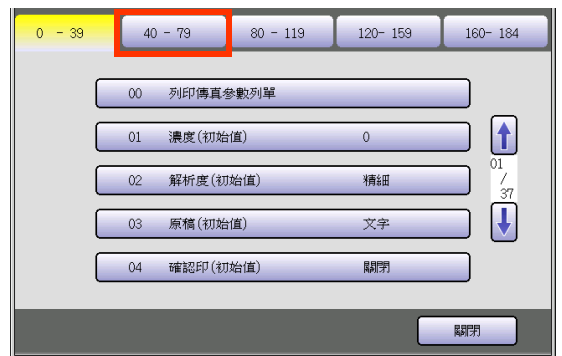 0 - 39 40 - 79 80 - 119 120- 159 160- 184
00 列印傳真參數列單
01 濃度(初始值) 0
02 解析度(初始值) 精細
03 原稿(初始值) 文字
04 確認印(初始值) 關閉
01
/
37
關閉